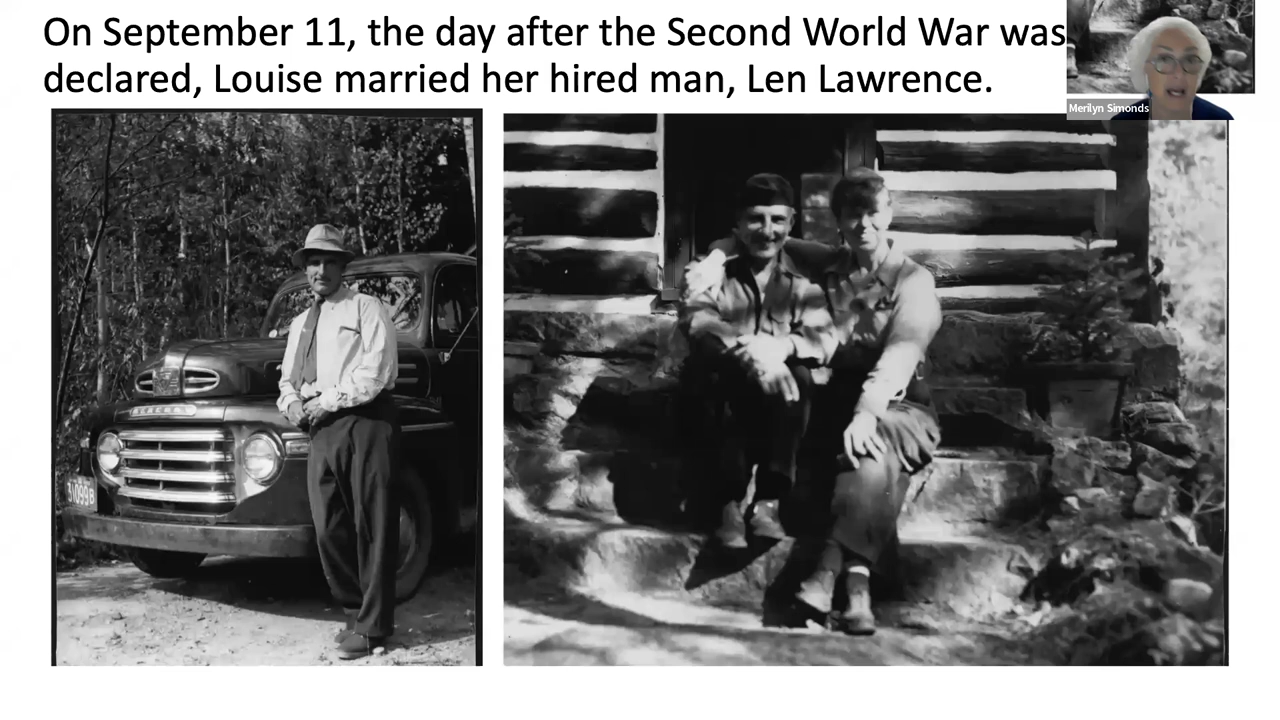 On September 11, the day after the Second World War was
declared, Louise married her hired man, Len Lawrence.
Merilyn Simonds